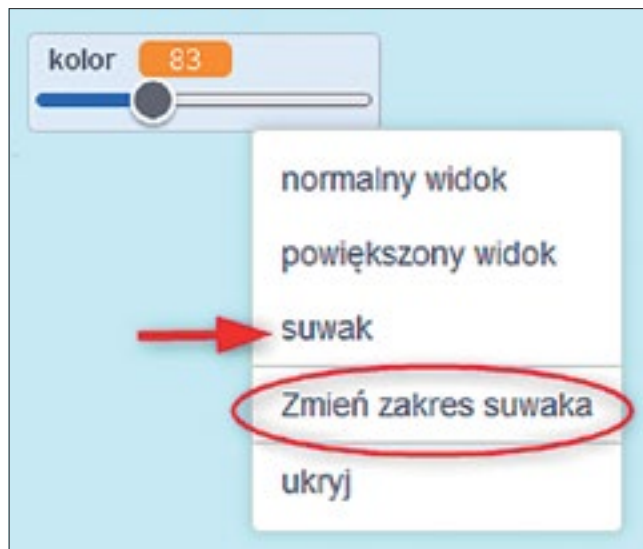 kolor 83
normalny widok
powiększony widok
suwak
Zmień zakres suwaka
ukryj